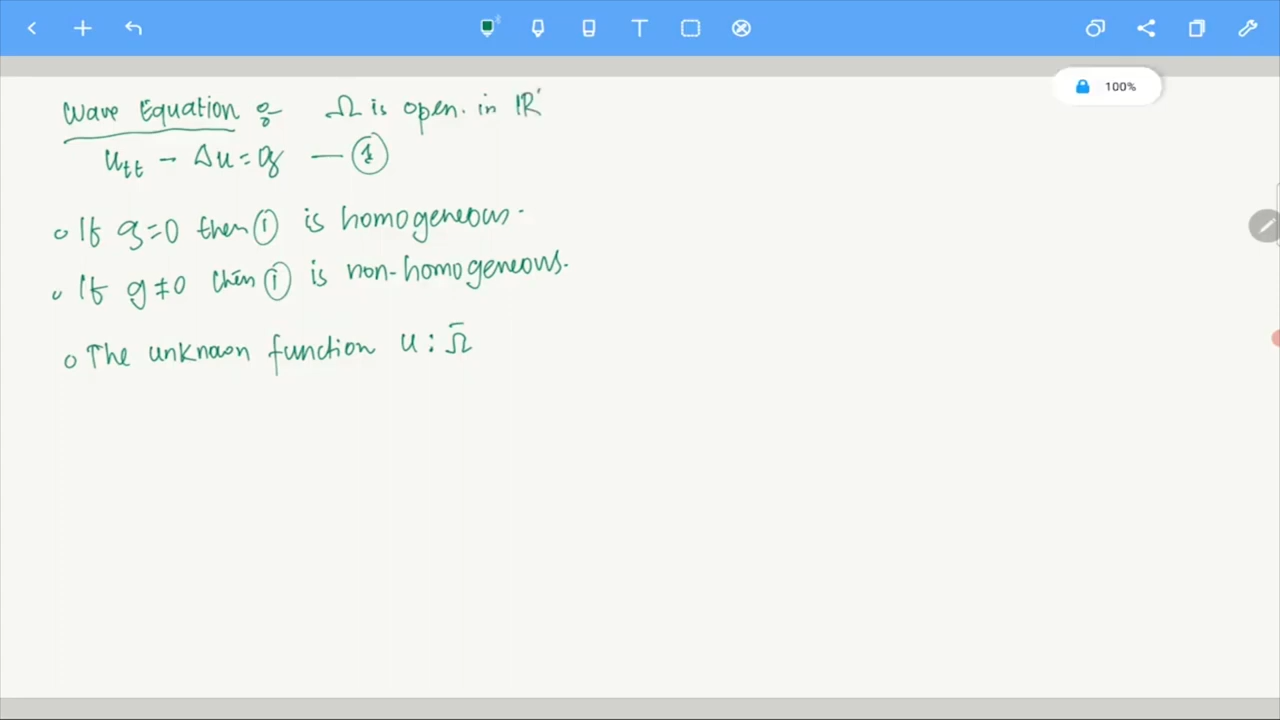 100%
Wave Equation :- Ω is open. in ℝ'
u_tt - Δu = g — ①
o If g=0 then ① is homogeneous.
o If g≠0 then ① is non-homogeneous.
o The unknown function u : Ω̄